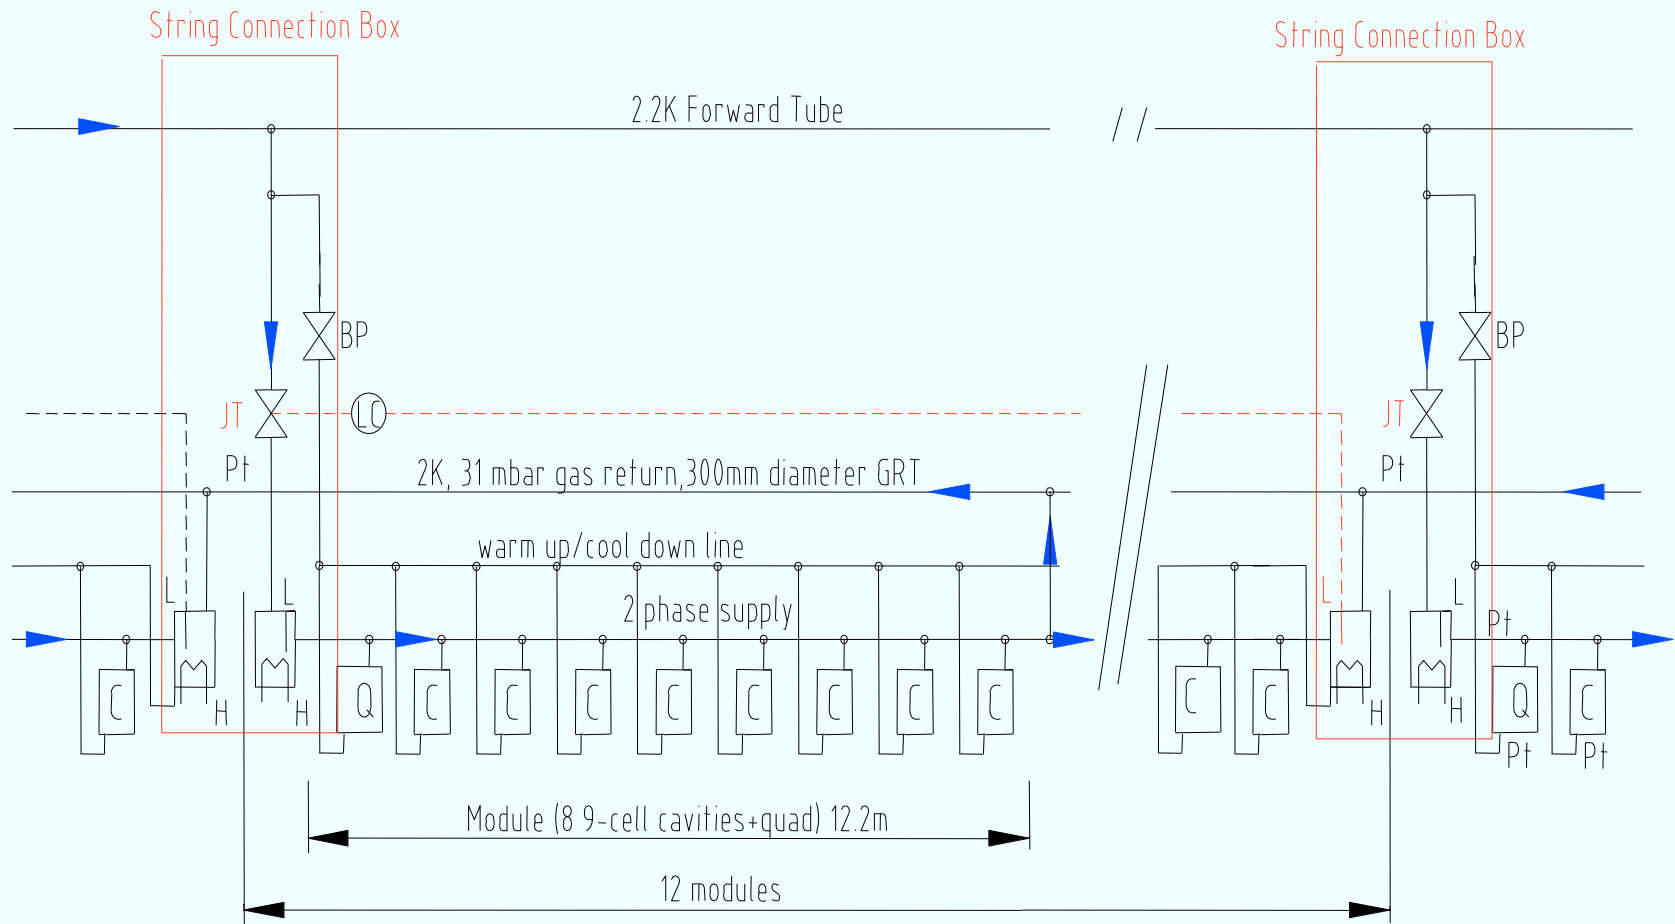 String Connection Box
String Connection Box
2.2K Forward Tube
BP
BP
JT
LC
JT
Pt
2K, 31 mbar gas return,300mm diameter GRT
Pt
warm up/cool down line
L
L
2 phase supply
L
L
Pt
C
H
H
Q
C
C
C
C
C
C
C
C
C
C
H
H
Q
C
Pt
Pt
Module (8 9-cell cavities+quad) 12.2m
12 modules